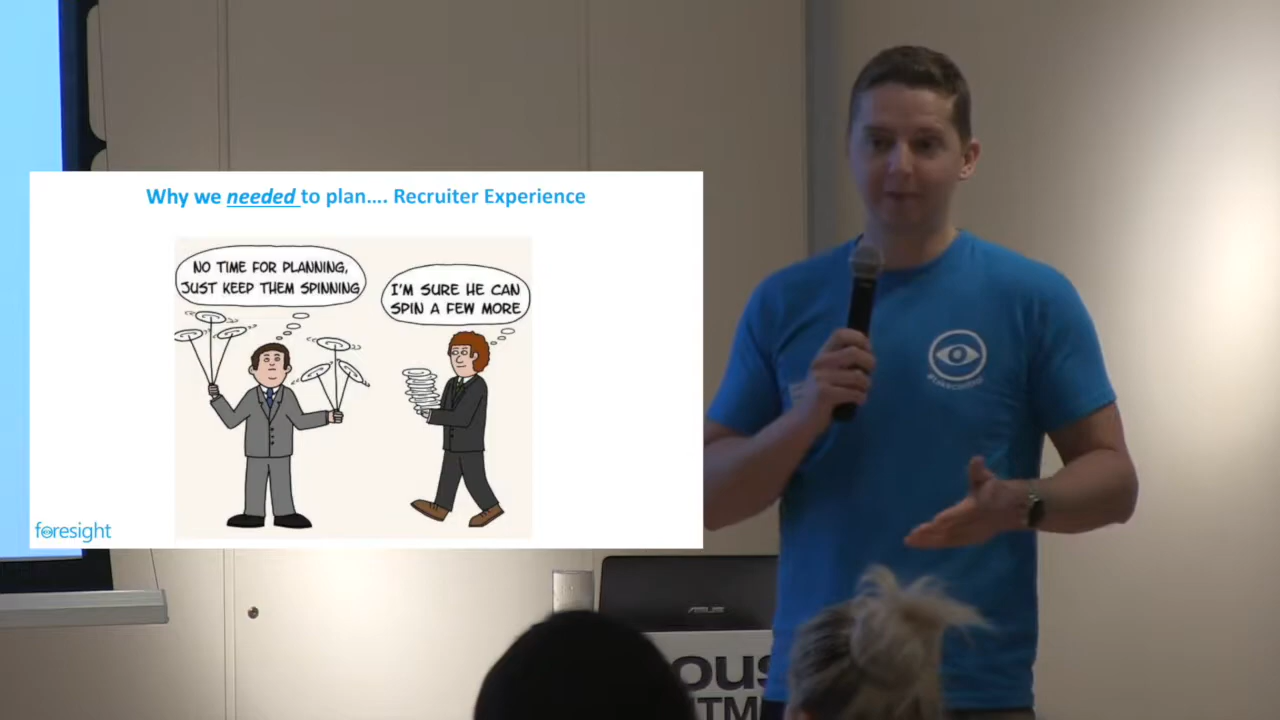 Why we needed to plan.... Recruiter Experience
NO TIME FOR PLANNING,
JUST KEEP THEM SPINNING
I'M SURE HE CAN
SPIN A FEW MORE
foresight
ASUS